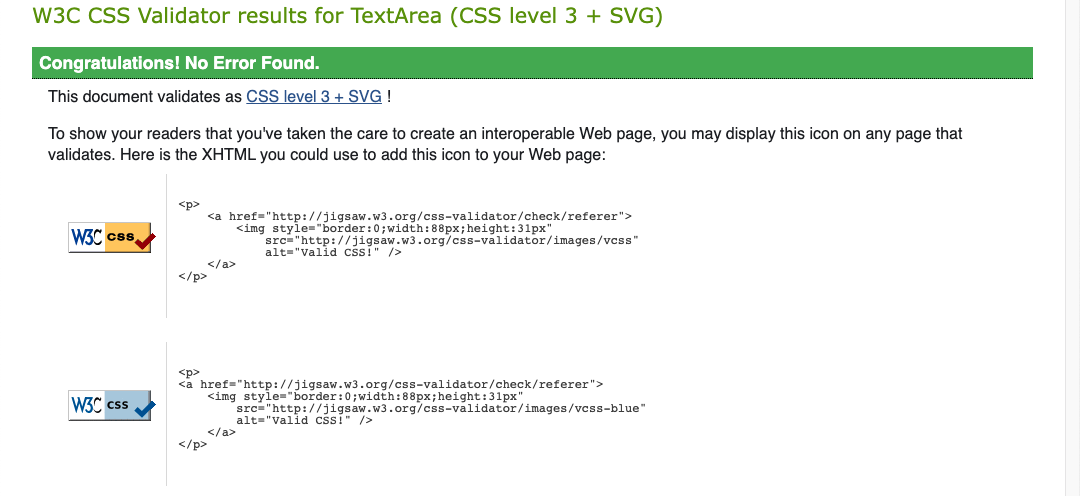 W3C CSS Validator results for TextArea (CSS level 3 + SVG)
Congratulations! No Error Found.
This document validates as CSS level 3 + SVG !
To show your readers that you've taken the care to create an interoperable Web page, you may display this icon on any page that
validates. Here is the XHTML you could use to add this icon to your Web page:
W3C css
<p>
    <a href="http://jigsaw.w3.org/css-validator/check/referer">
        <img style="border:0;width:88px;height:31px"
            src="http://jigsaw.w3.org/css-validator/images/vcss"
            alt="Valid CSS!" />
    </a>
</p>
W3C css
<p>
<a href="http://jigsaw.w3.org/css-validator/check/referer">
    <img style="border:0;width:88px;height:31px"
        src="http://jigsaw.w3.org/css-validator/images/vcss-blue"
        alt="Valid CSS!" />
    </a>
</p>